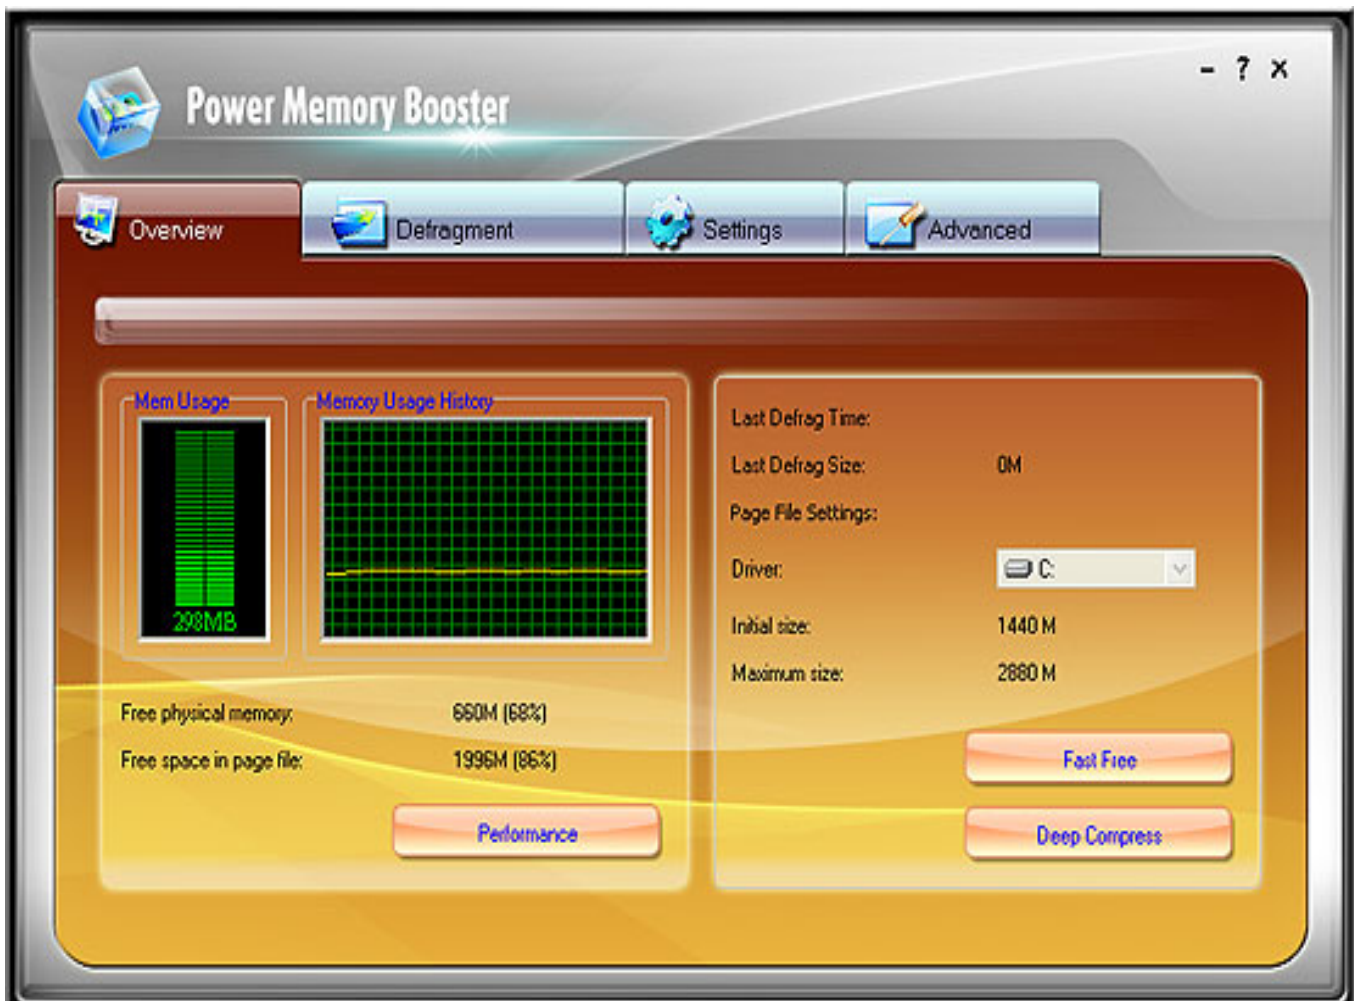 Power Memory Booster
- ? ×
Overview
Defragment
Settings
Advanced
Mem Usage
Memory Usage History
298MB
Free physical memory: 660M (68%)
Free space in page file: 1996M (86%)
Performance
Last Defrag Time:
Last Defrag Size: 0M
Page File Settings:
Driver: C:
Initial size: 1440 M
Maximum size: 2880 M
Fast Free
Deep Compress